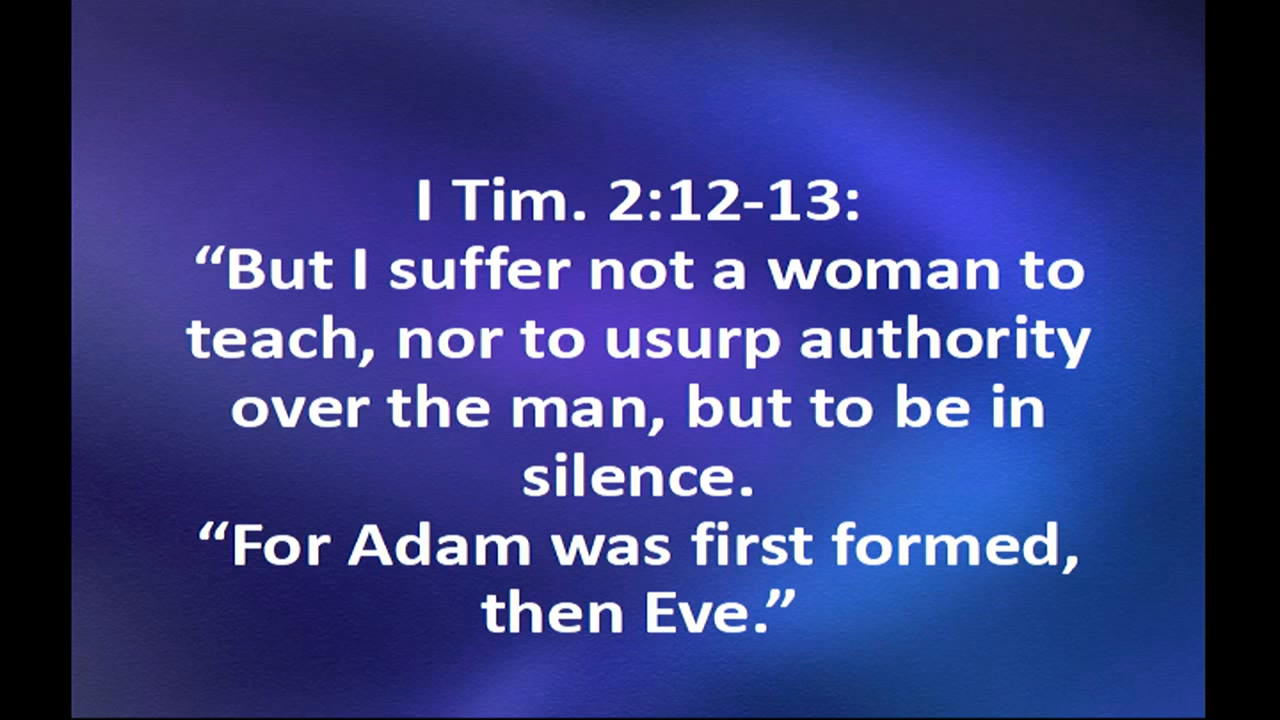 I Tim. 2:12-13:
“But I suffer not a woman to
teach, nor to usurp authority
over the man, but to be in
silence.
“For Adam was first formed,
then Eve.”